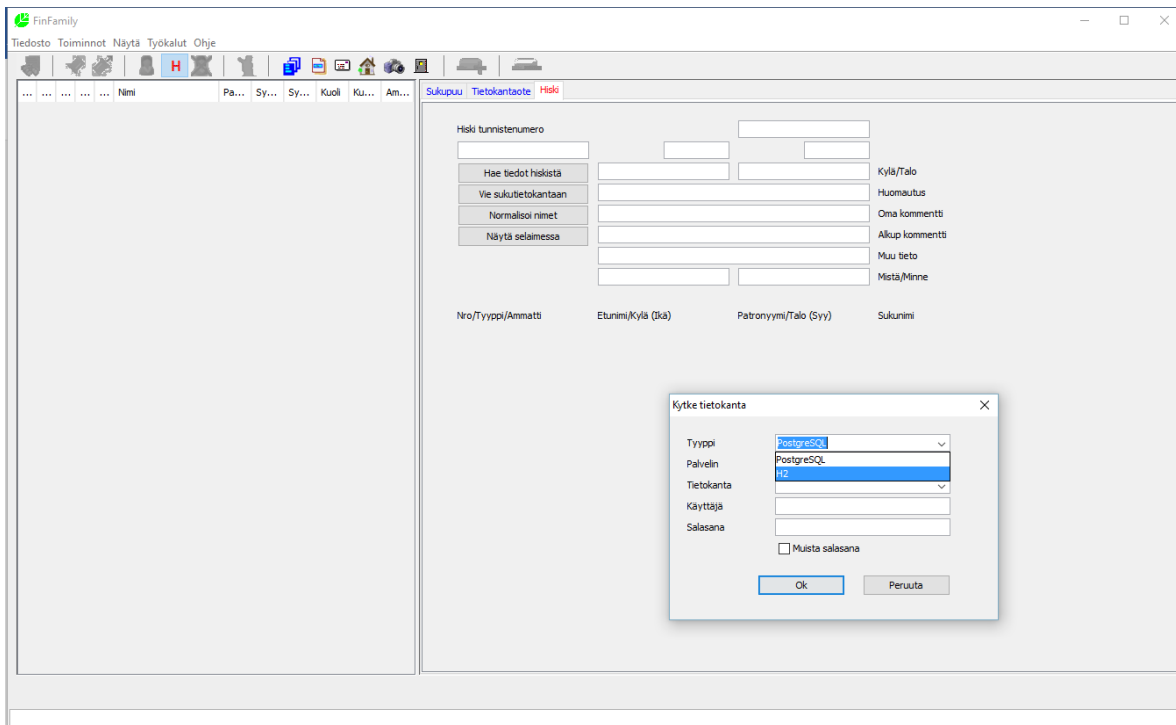 FinFamily
Tiedosto Toiminnot Näytä Työkalut Ohje
H
... ... ... ... ... Nimi Pa... Sy... Sy... Kuoli Ku... Am...
Sukupuu Tietokantaote Hiski
Hiski tunnistenumero
Hae tiedot hiskistä Kylä/Talo
Vie sukutietokantaan Huomautus
Normalisoi nimet Oma kommentti
Näytä selaimessa Alkup kommentti
Muu tieto
Mistä/Minne
Nro/Tyyppi/Ammatti Etunimi/Kylä (Ikä) Patronyymi/Talo (Syy) Sukunimi
Kytke tietokanta
Tyyppi PostgreSQL
Palvelin PostgreSQL
H2
Tietokanta
Käyttäjä
Salasana
Muista salasana
Ok Peruuta